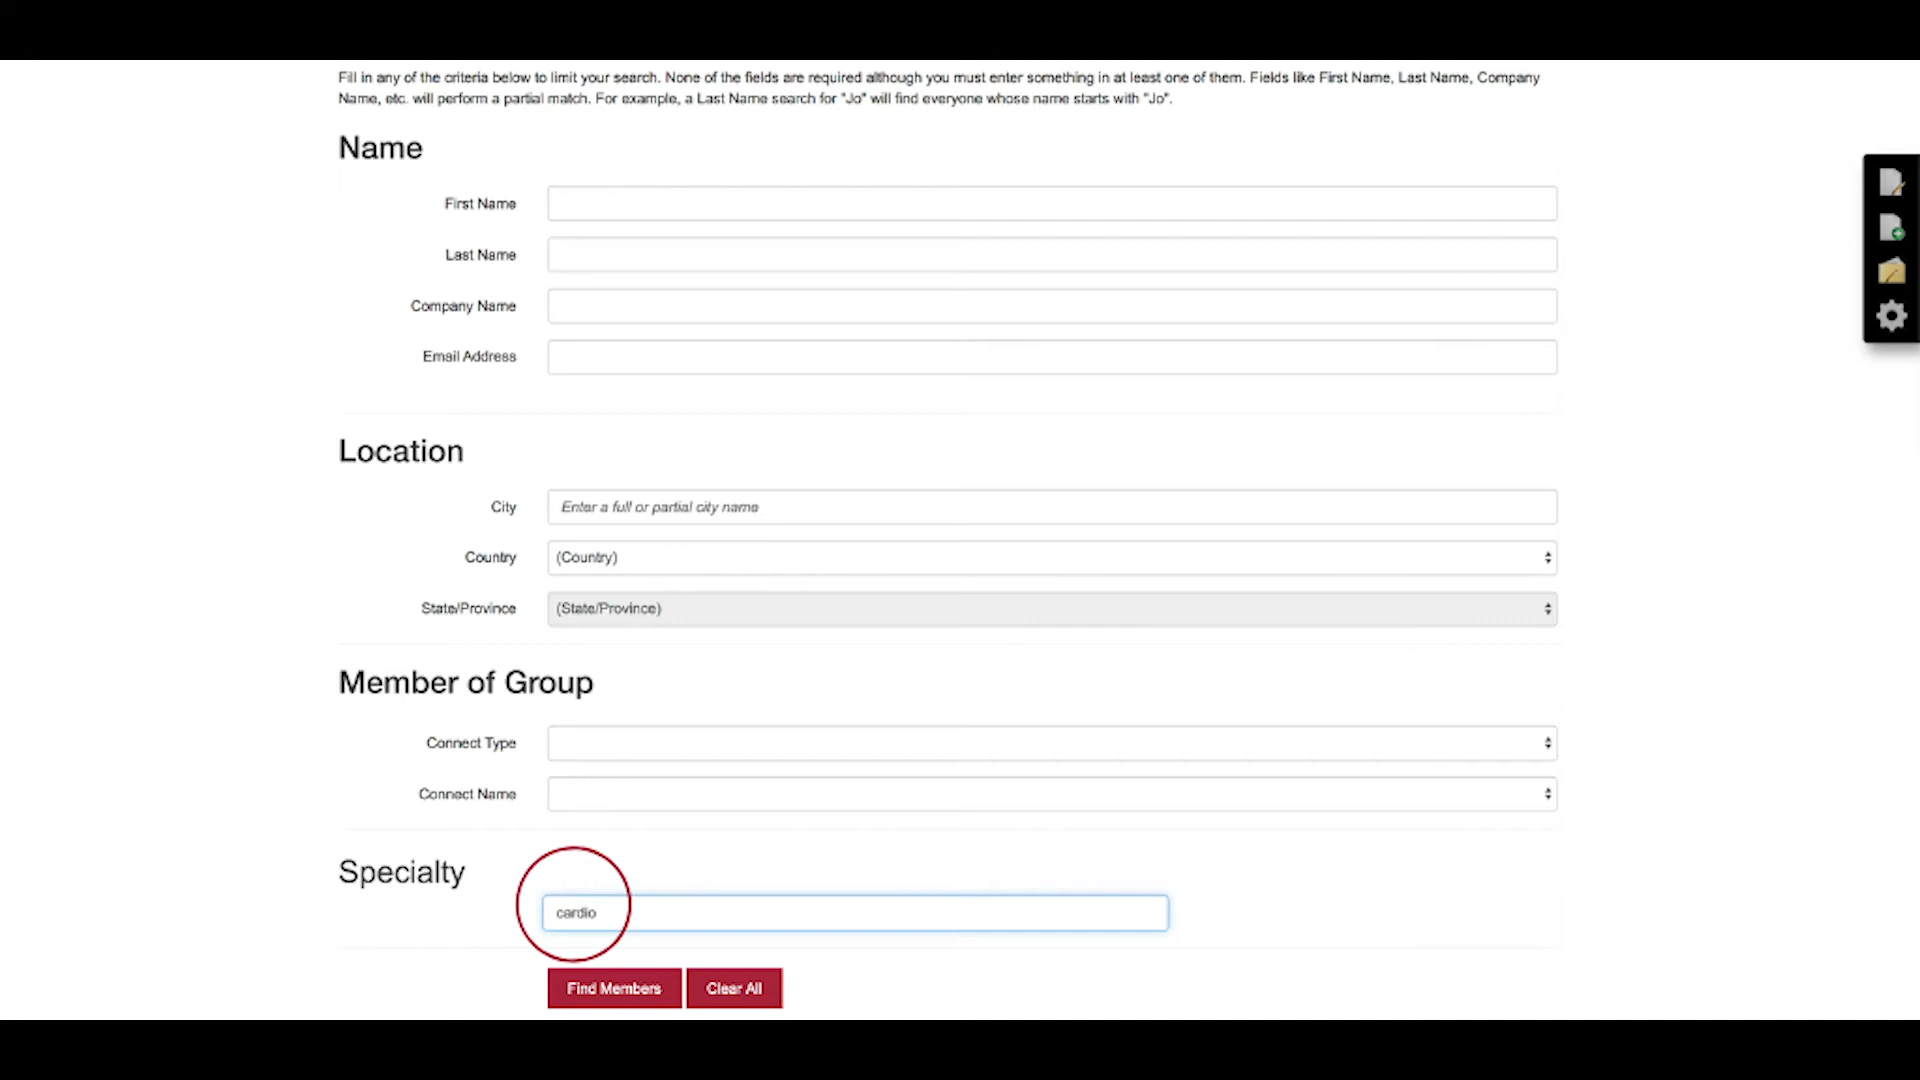 Fill in any of the criteria below to limit your search. None of the fields are required although you must enter something in at least one of them. Fields like First Name, Last Name, Company
Name, etc. will perform a partial match. For example, a Last Name search for "Jo" will find everyone whose name starts with "Jo".
Name
First Name
Last Name
Company Name
Email Address
Location
City Enter a full or partial city name
Country (Country)
State/Province (State/Province)
Member of Group
Connect Type
Connect Name
Specialty
cardio
Find Members Clear All